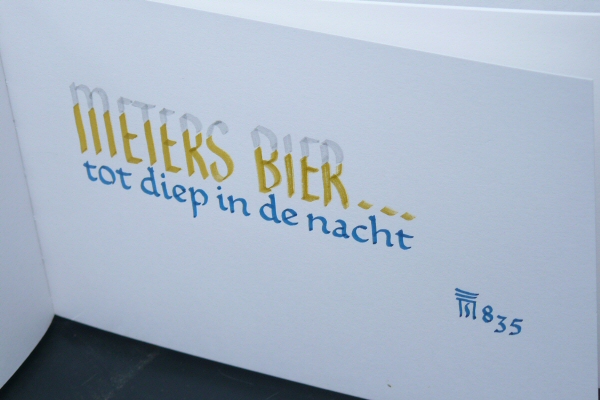 METERS BIER...
tot diep in de nacht
835